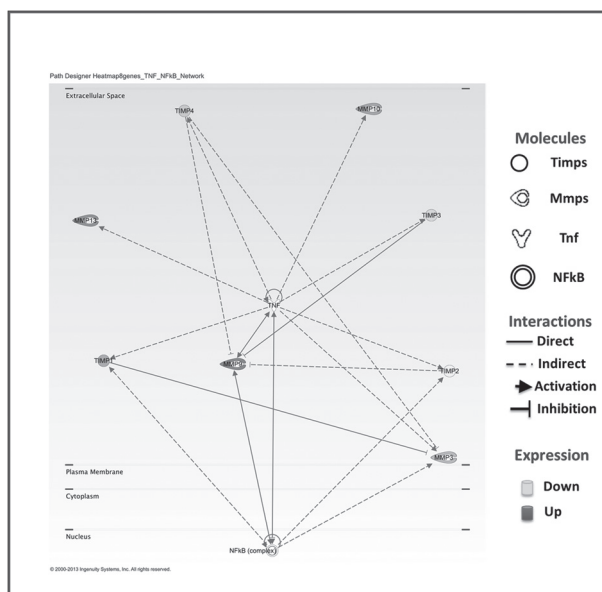 Path Designer Heatmap8genes_TNF_NFkB_Network
Extracellular Space
TIMP4
MMP10
MMP13
TIMP3
TNF
TIMP1
TIMP2
MMP3
Plasma Membrane
Cytoplasm
Nucleus
NFkB (complex)
© 2000-2013 Ingenuity Systems, Inc. All rights reserved.
Molecules
Timps
Mmps
Tnf
NFkB
Interactions
Direct
Indirect
Activation
Inhibition
Expression
Down
Up